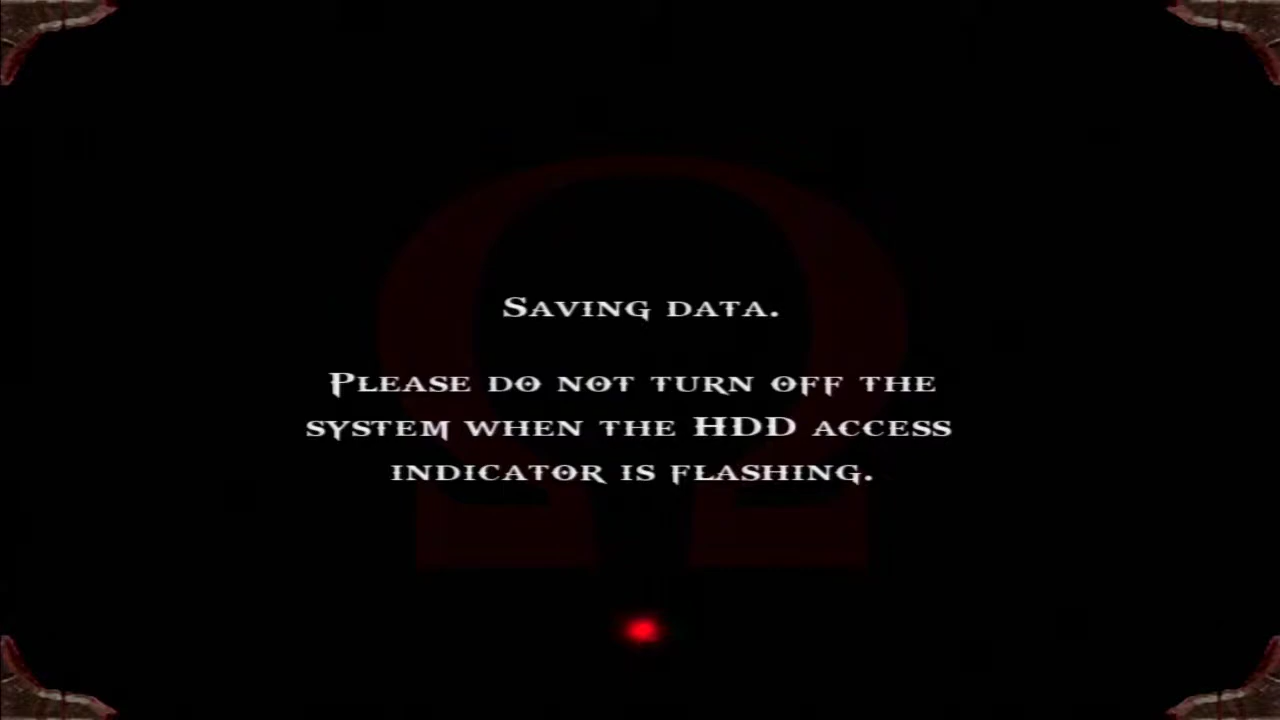 Saving data.
Please do not turn off the
system when the HDD access
indicator is flashing.